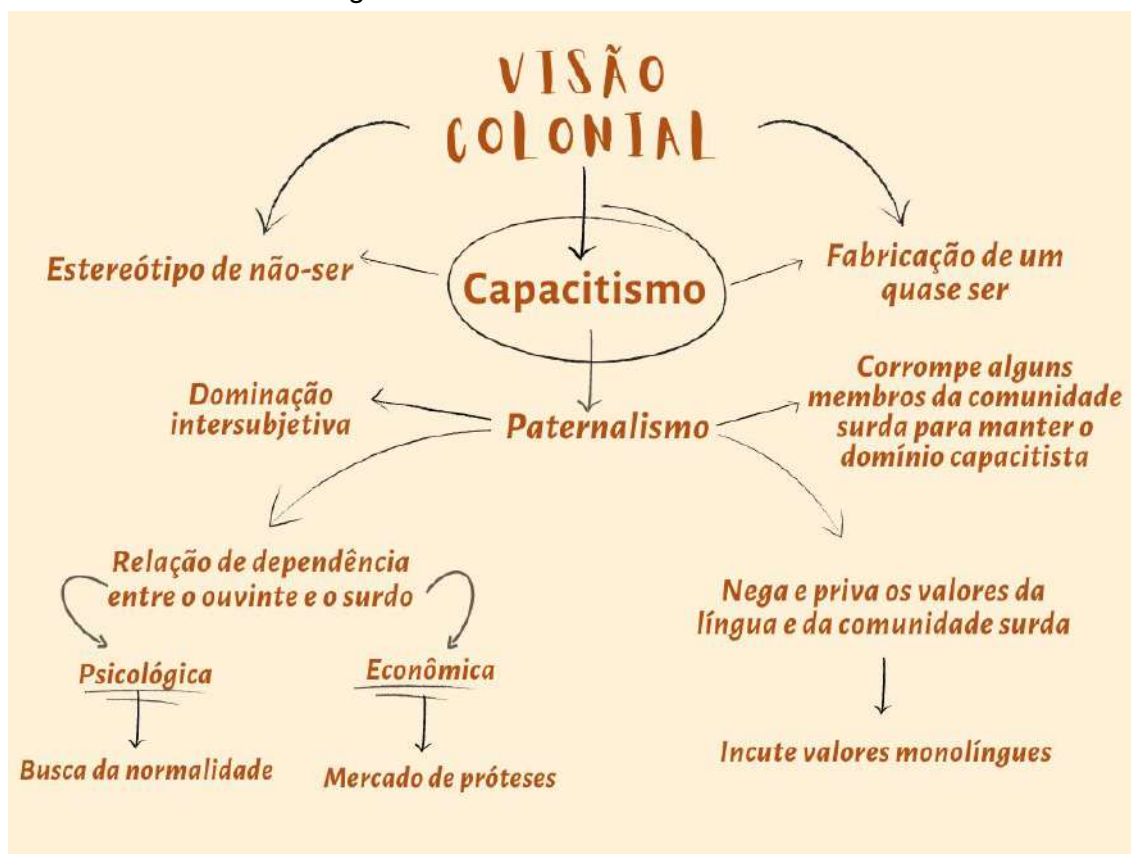 VISÃO
COLONIAL
Estereótipo de não-ser
Capacitismo
Fabricação de um
quase ser
Dominação
intersubjetiva
Paternalismo
Corrompe alguns
membros da comunidade
surda para manter o
domínio capacitista
Relação de dependência
entre o ouvinte e o surdo
Nega e priva os valores da
língua e da comunidade surda
Psicológica
Econômica
Busca da normalidade
Mercado de próteses
Incute valores monolíngues